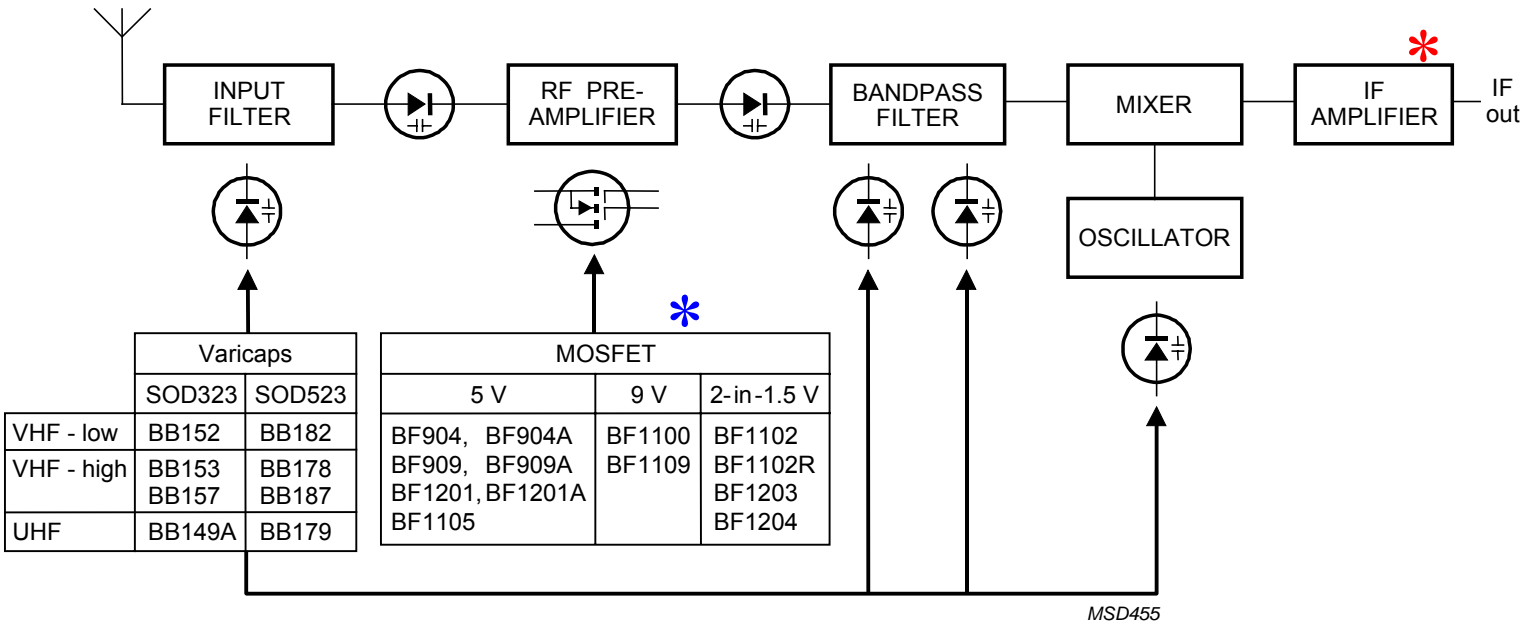 INPUT
FILTER
RF PRE-
AMPLIFIER
BANDPASS
FILTER
MIXER
IF
AMPLIFIER
IF
out
OSCILLATOR
Varicaps
SOD323 SOD523
VHF - low BB152 BB182
VHF - high BB153 BB178
BB157 BB187
UHF BB149A BB179
*
MOSFET
5 V 9 V 2-in-1.5 V
BF904, BF904A BF1100 BF1102
BF909, BF909A BF1109 BF1102R
BF1201, BF1201A BF1203
BF1105 BF1204
*
MSD455